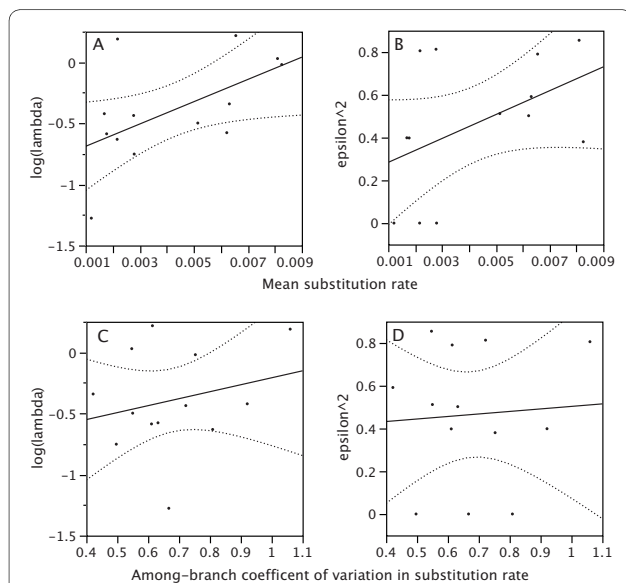 A
B
log(lambda)
0
−0.5
−1
−1.5
0.001 0.003 0.005 0.007 0.009
epsilon^2
0.8
0.6
0.4
0.2
0
0.001 0.003 0.005 0.007 0.009
Mean substitution rate
C
D
log(lambda)
0
−0.5
−1
−1.5
0.4 0.5 0.6 0.7 0.8 0.9 1 1.1
epsilon^2
0.8
0.6
0.4
0.2
0
0.4 0.5 0.6 0.7 0.8 0.9 1 1.1
Among−branch coefficent of variation in substitution rate